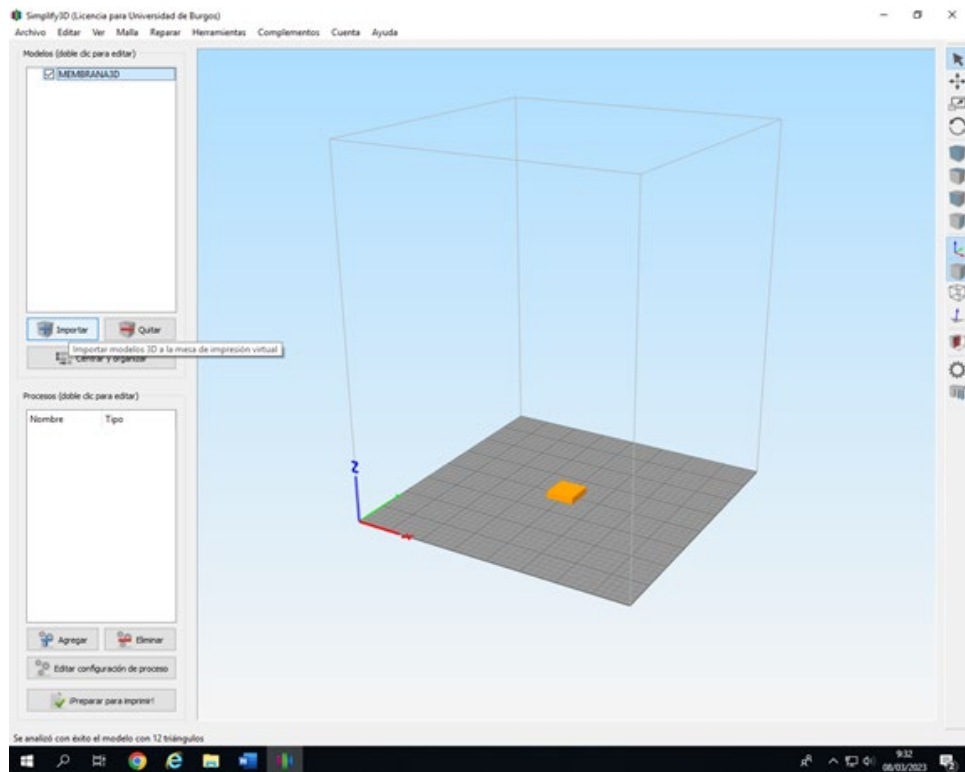 Simplify3D (Licencia para Universidad de Burgos)
Archivo Editar Ver Malla Reparar Herramientas Complementos Cuenta Ayuda
Modelos (doble clic para editar)
MEMBRANA3D
Importar Quitar
Importar modelos 3D a la mesa de impresión virtual
Centrar y organizar
Procesos (doble clic para editar)
Nombre Tipo
Agregar Eliminar
Editar configuración de proceso
¡Preparar para imprimir!
Z
Se analizó con éxito el modelo con 12 triángulos
9:32
08/03/2023
2